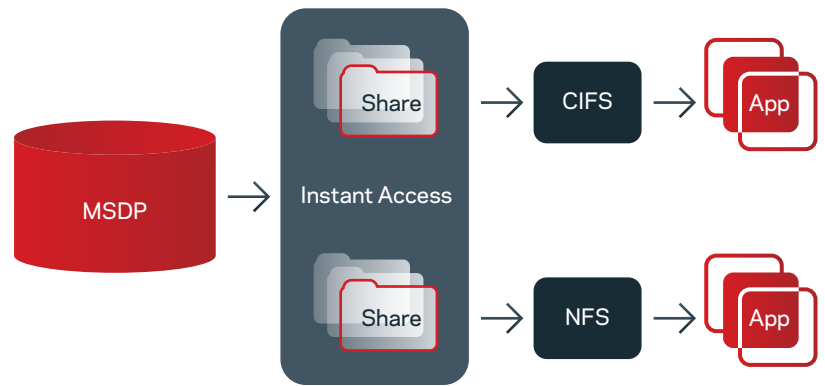 Share
CIFS
App
MSDP
Instant Access
Share
NFS
App